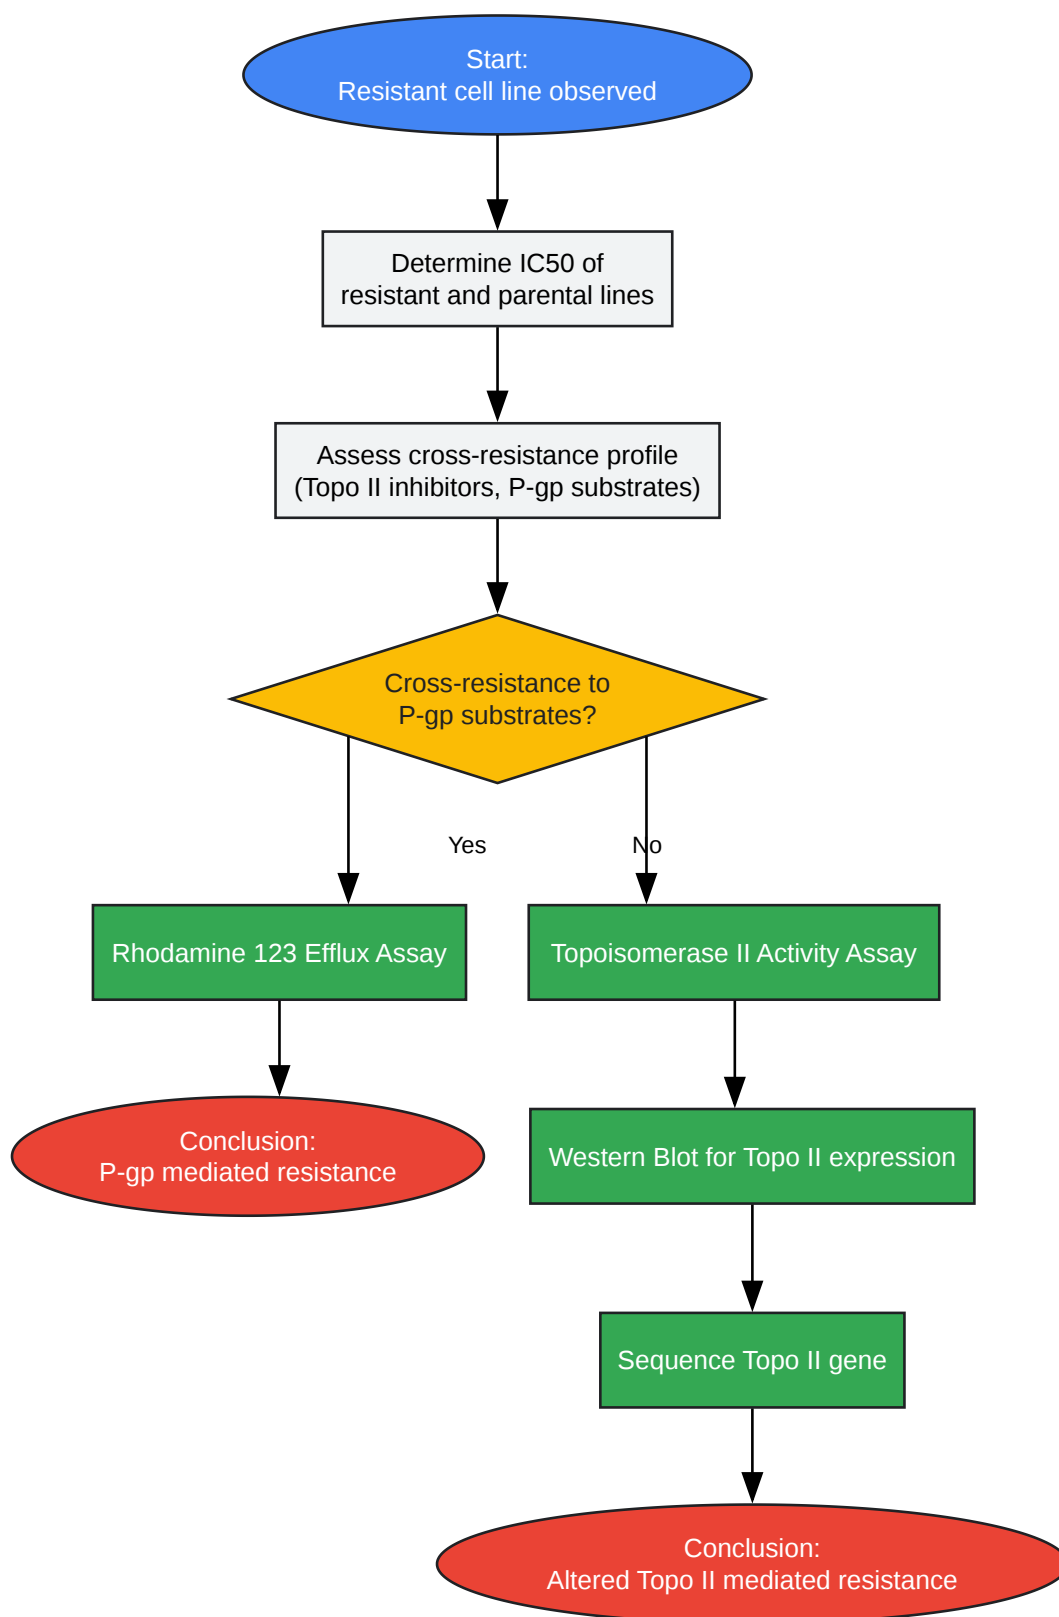 Start:
Resistant cell line observed
Determine IC50 of
resistant and parental lines
Assess cross-resistance profile
(Topo II inhibitors, P-gp substrates)
Cross-resistance to
P-gp substrates?
Yes
No
Rhodamine 123 Efflux Assay
Topoisomerase II Activity Assay
Conclusion:
P-gp mediated resistance
Western Blot for Topo II expression
Sequence Topo II gene
Conclusion:
Altered Topo II mediated resistance